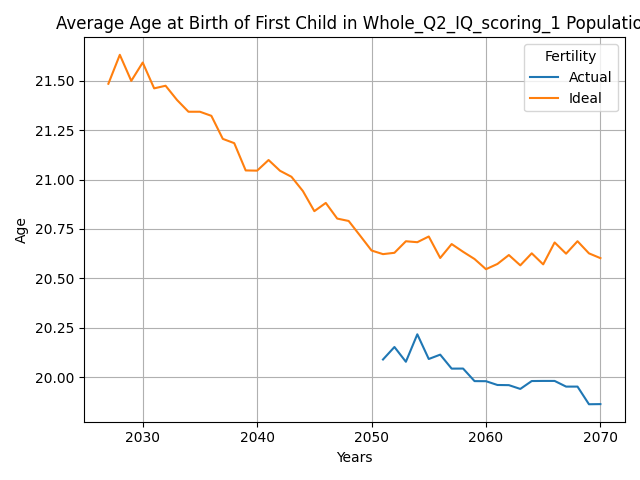 Average Age at Birth of First Child in Whole_Q2_IQ_scoring_1 Populatio
Fertility
Actual
Ideal
21.50
21.25
21.00
20.75
20.50
20.25
20.00
Age
2030 2040 2050 2060 2070
Years